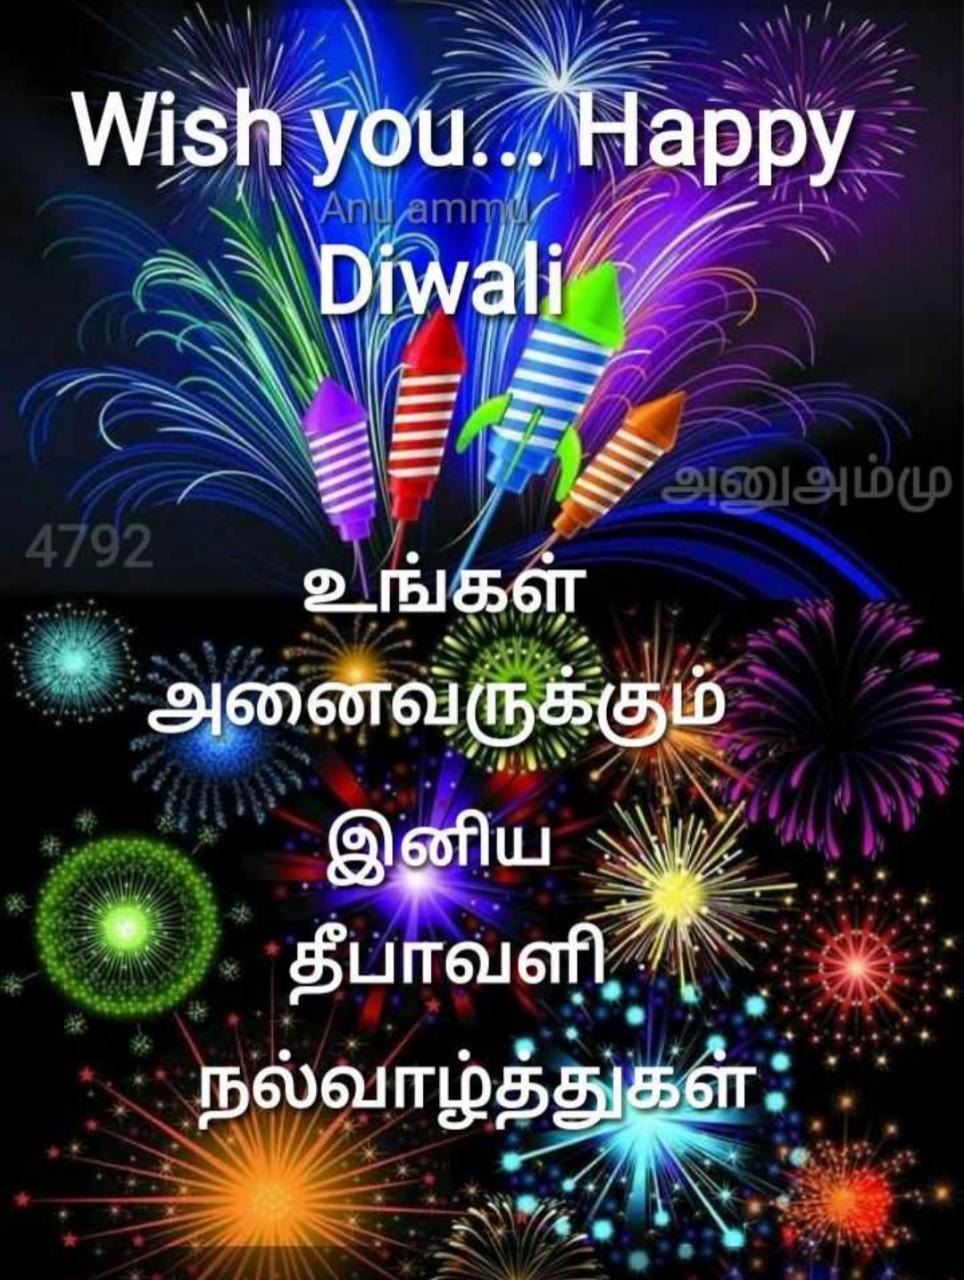 Wish you... Happy
Anu ammu
Diwali
அனுஅம்மு
4792
உங்கள்
அனைவருக்கும்
இனிய
தீபாவளி
நல்வாழ்த்துகள்